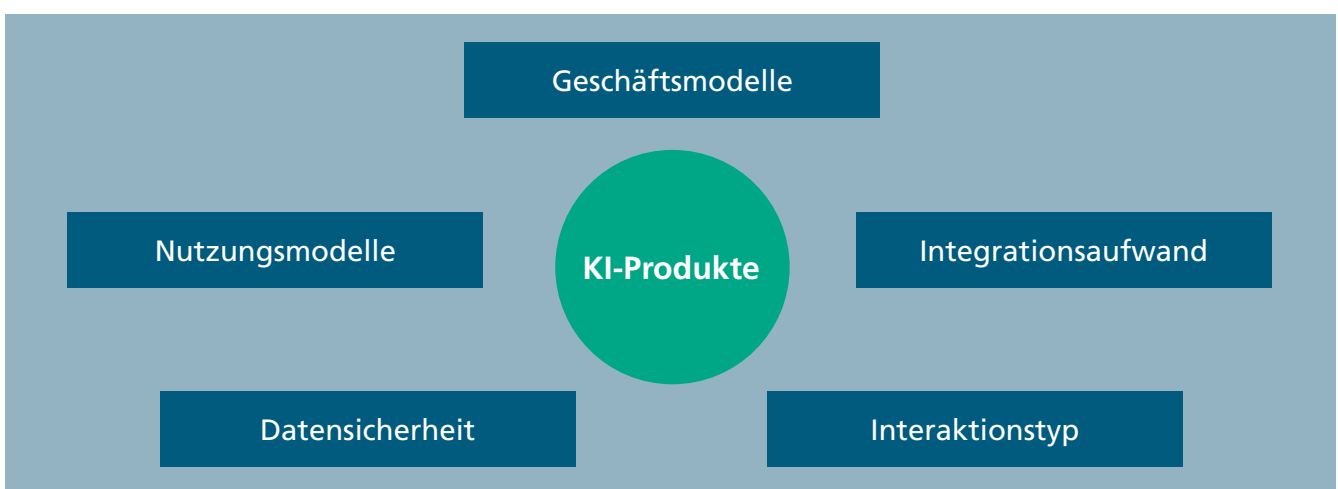 Geschäftsmodelle
Nutzungsmodelle
KI-Produkte
Integrationsaufwand
Datensicherheit
Interaktionstyp